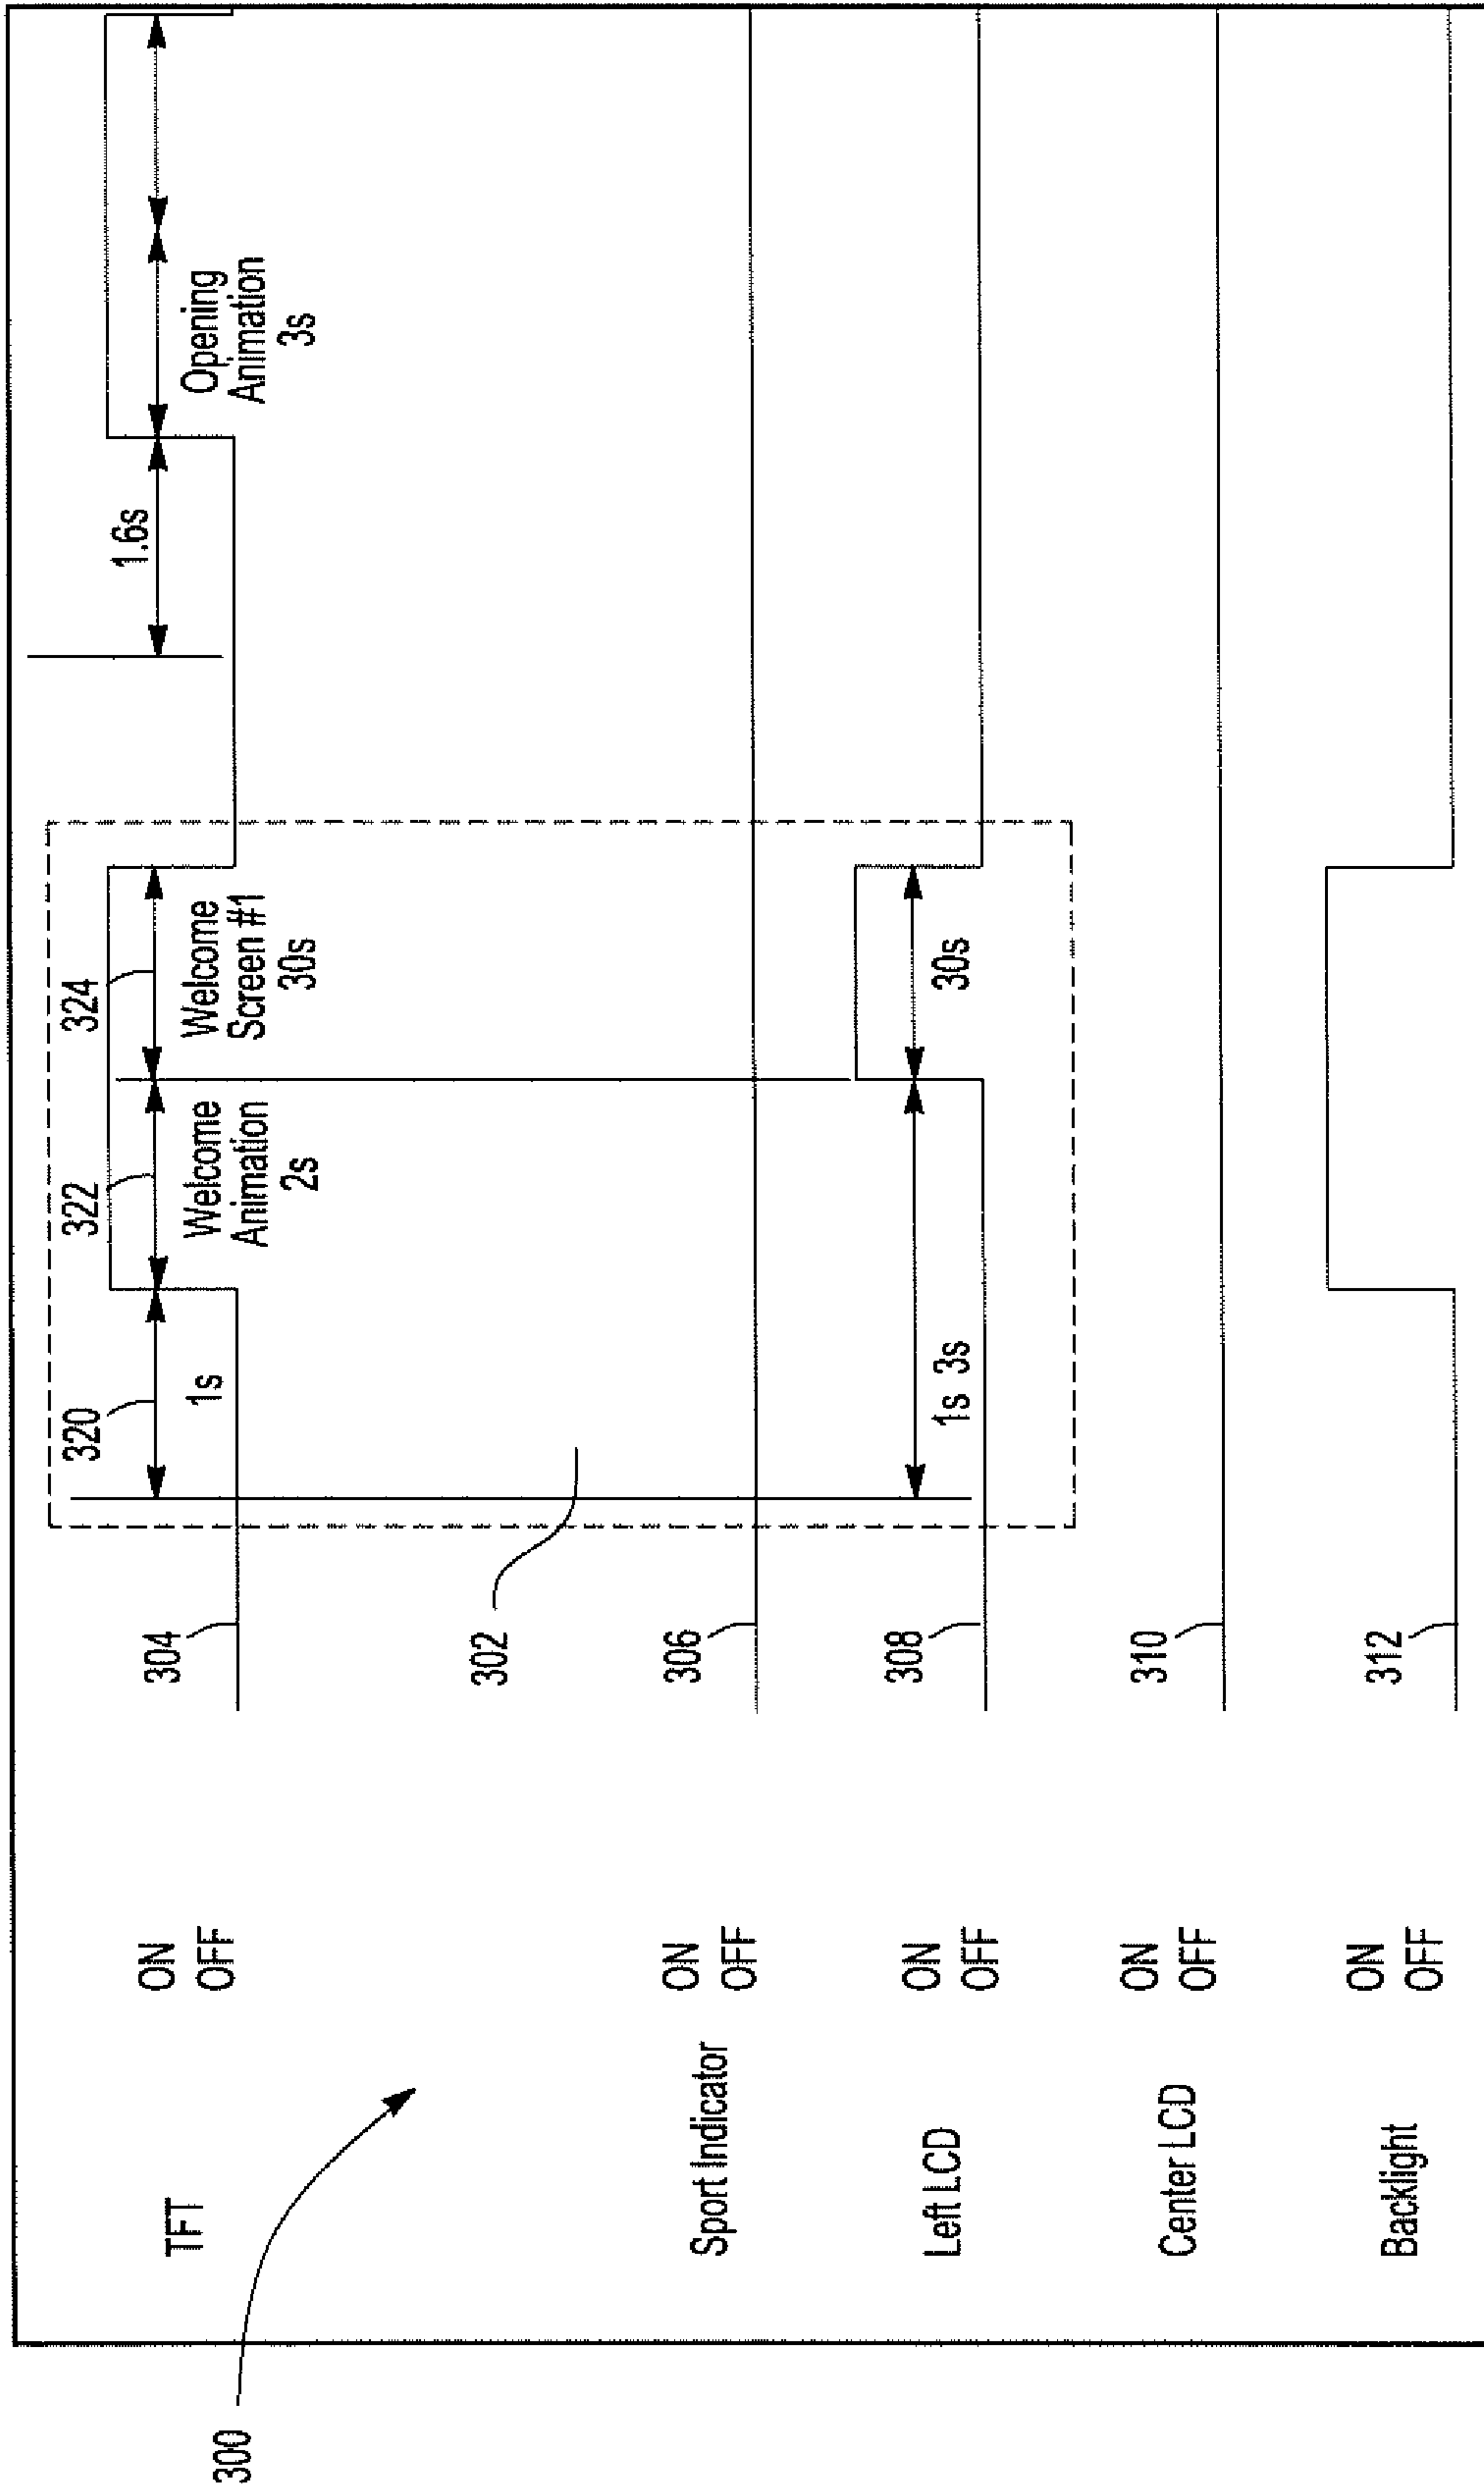 300
TFT
ON
OFF
304
320
1s
322
Welcome
Animation
2s
324
Welcome
Screen #1
30s
1.6s
Opening
Animation
3s
302
Sport Indicator
ON
OFF
306
Left LCD
ON
OFF
308
1s 3s
30s
Center LCD
ON
OFF
310
Backlight
ON
OFF
312